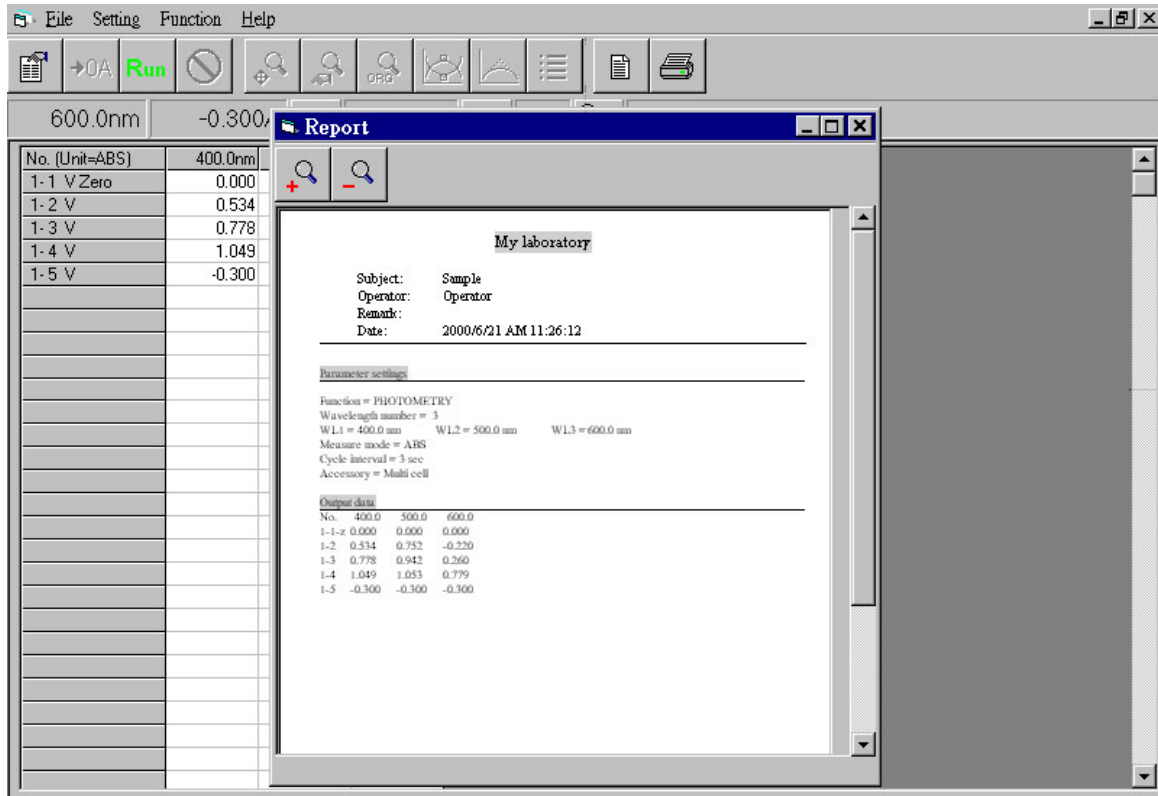 File Setting Function Help
→0A Run ORG
600.0nm -0.300
Report
No. (Unit=ABS) 400.0nm
1-1 V Zero 0.000
1-2 V 0.534
1-3 V 0.778
1-4 V 1.049
1-5 V -0.300
My laboratory
Subject: Sample
Operator: Operator
Remark:
Date: 2000/6/21 AM 11:26:12
Parameter settings
Function = PHOTOMETRY
Wavelength number = 3
WL1 = 400.0 nm WL2 = 500.0 nm WL3 = 600.0 nm
Measure mode = ABS
Cycle interval = 3 sec
Accessory = Multi cell
Output data
No. 400.0 500.0 600.0
1-1-z 0.000 0.000 0.000
1-2 0.534 0.752 -0.220
1-3 0.778 0.942 0.260
1-4 1.049 1.053 0.779
1-5 -0.300 -0.300 -0.300